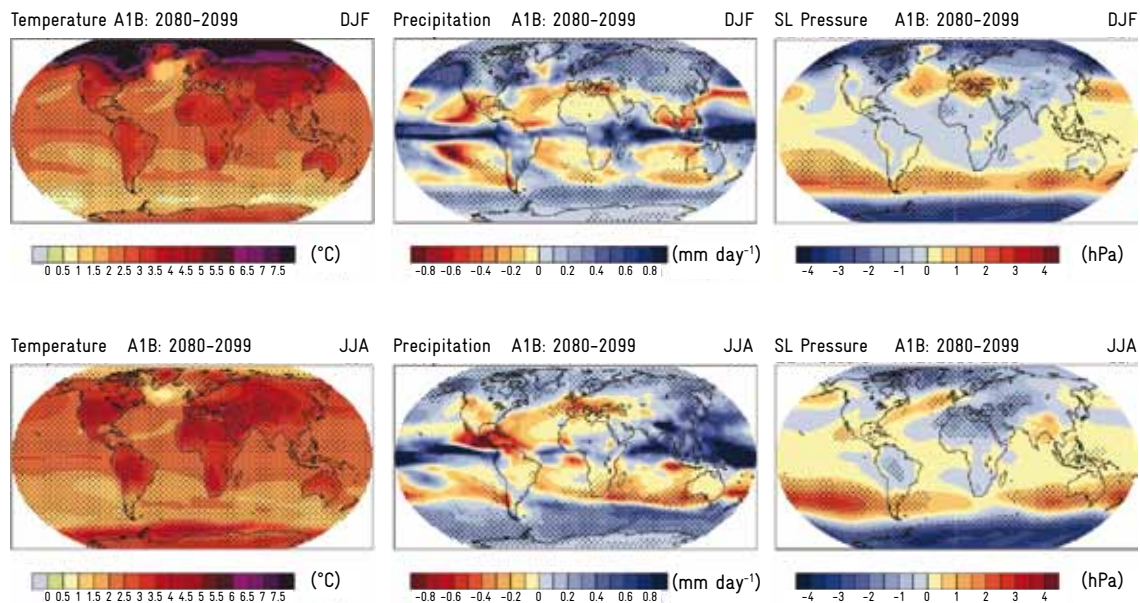 Temperature A1B: 2080-2099 DJF
Precipitation A1B: 2080-2099 DJF
SL Pressure A1B: 2080-2099 DJF
0 0.5 1 1.5 2 2.5 3 3.5 4 4.5 5 5.5 6 6.5 7 7.5 (°C)
-0.8 -0.6 -0.4 -0.2 0 0.2 0.4 0.6 0.8 (mm day⁻¹)
-4 -3 -2 -1 0 1 2 3 4 (hPa)
Temperature A1B: 2080-2099 JJA
Precipitation A1B: 2080-2099 JJA
SL Pressure A1B: 2080-2099 JJA
0 0.5 1 1.5 2 2.5 3 3.5 4 4.5 5 5.5 6 6.5 7 7.5 (°C)
-0.8 -0.6 -0.4 -0.2 0 0.2 0.4 0.6 0.8 (mm day⁻¹)
-4 -3 -2 -1 0 1 2 3 4 (hPa)